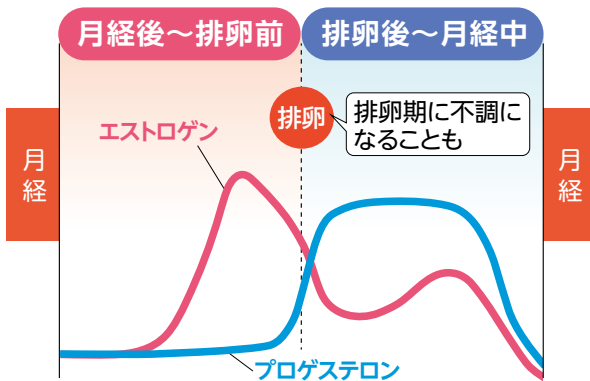 月経後〜排卵前
排卵後〜月経中
排卵
排卵期に不調に
なることも
エストロゲン
月経
月経
プロゲステロン